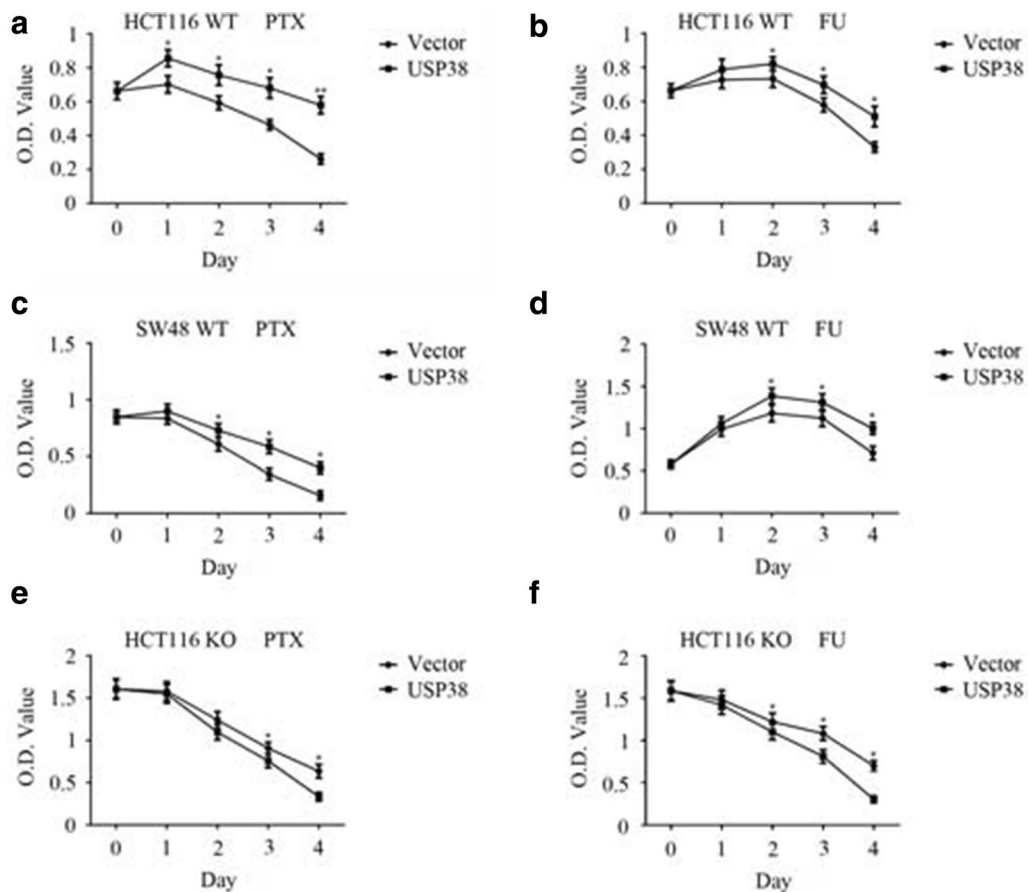 a
HCT116 WT PTX
Vector
USP38
O.D. Value
1
0.8
0.6
0.4
0.2
0
* * * **
0 1 2 3 4
Day
b
HCT116 WT FU
Vector
USP38
O.D. Value
1
0.8
0.6
0.4
0.2
0
* * *
0 1 2 3 4
Day
c
SW48 WT PTX
Vector
USP38
O.D. Value
1.5
1
0.5
0
* * *
0 1 2 3 4
Day
d
SW48 WT FU
Vector
USP38
O.D. Value
2
1.5
1
0.5
0
* * *
0 1 2 3 4
Day
e
HCT116 KO PTX
Vector
USP38
O.D. Value
2
1.5
1
0.5
0
* *
0 1 2 3 4
Day
f
HCT116 KO FU
Vector
USP38
O.D. Value
2
1.5
1
0.5
0
* * *
0 1 2 3 4
Day